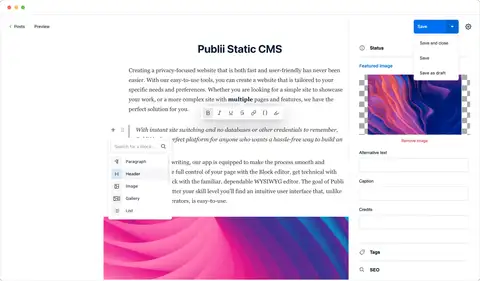 Posts
Preview
Save
Save and close
Save
Save as draft
Status
Featured image
Remove image
Alternative text
Caption
Credits
Tags
SEO
Publii Static CMS
Creating a privacy-focused website that is both fast and user-friendly has never been
easier. With our easy-to-use tools, you can create a website that is tailored to your
specific needs and preferences. Whether you are looking for a simple site to showcase
your work, or a more complex site with multiple pages and features, we have the
perfect solution for you.
B I U S
With instant site switching and no databases or other credentials to remember,
perfect platform for anyone who wants a hassle-free way to build an
Search for a block...
Paragraph
Header
Image
Gallery
List
writing, our app is equipped to make the process smooth and
full control of your page with the Block editor, get technical with
ck with the familiar, dependable WYSIWYG editor. The goal of Publi
tter your skill level you'll find an intuitive user interface that, unlike
erators, is easy-to-use.